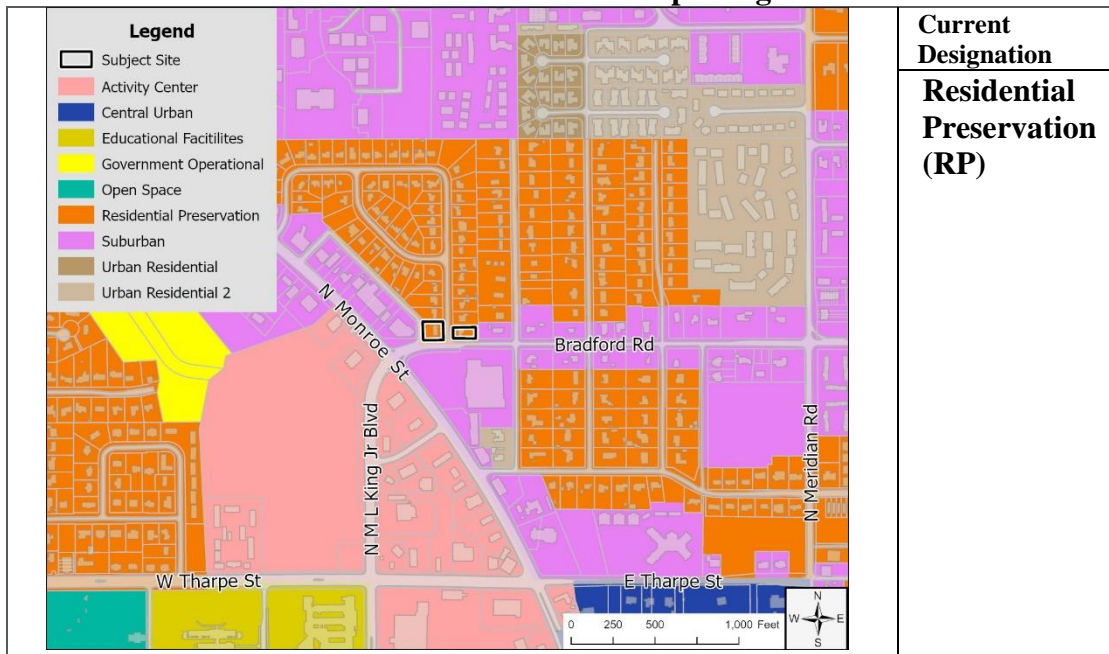 Legend
Subject Site
Activity Center
Central Urban
Educational Facitilites
Government Operational
Open Space
Residential Preservation
Suburban
Urban Residential
Urban Residential 2
N Monroe St
Bradford Rd
N M L King Jr Blvd
N Meridian Rd
W Tharpe St
E Tharpe St
0 250 500 1,000 Feet
N
W E
S
Current
Designation
Residential
Preservation
(RP)